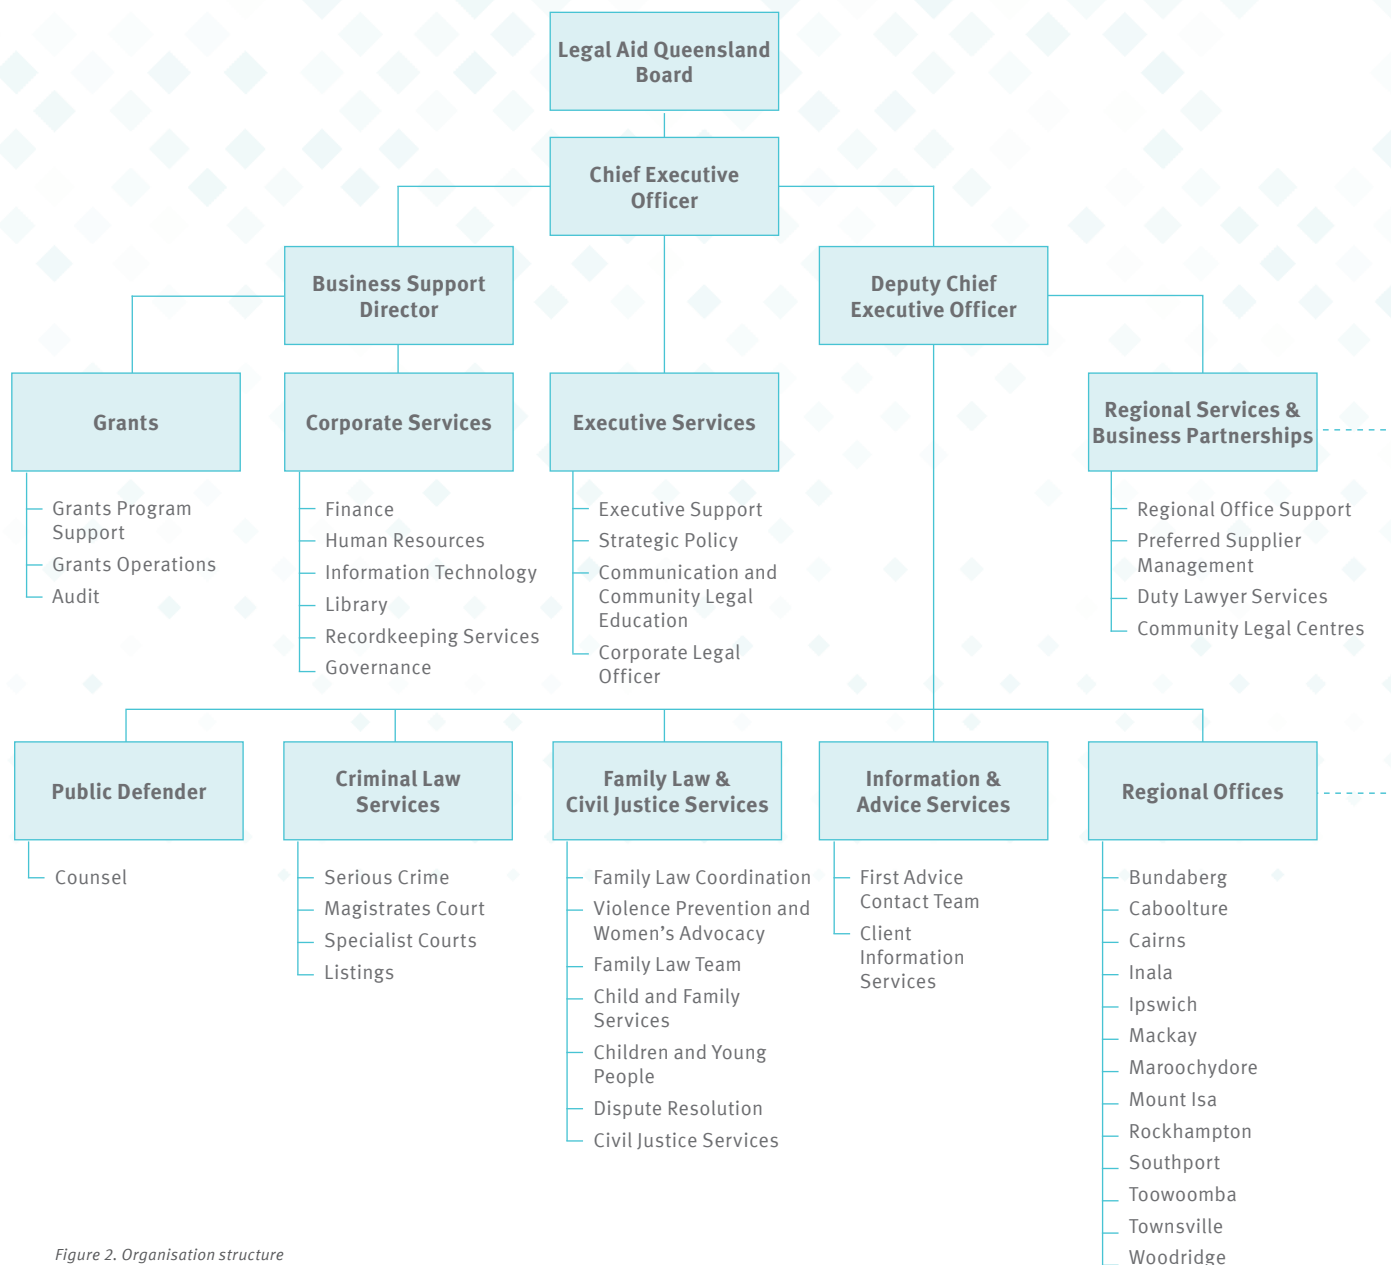 Legal Aid Queensland
Board
Chief Executive
Officer
Business Support
Director
Deputy Chief
Executive Officer
Grants
Corporate Services
Executive Services
Regional Services &
Business Partnerships
Grants Program
Support
Grants Operations
Audit
Finance
Human Resources
Information Technology
Library
Recordkeeping Services
Governance
Executive Support
Strategic Policy
Communication and
Community Legal
Education
Corporate Legal
Officer
Regional Office Support
Preferred Supplier
Management
Duty Lawyer Services
Community Legal Centres
Public Defender
Criminal Law
Services
Family Law &
Civil Justice Services
Information &
Advice Services
Regional Offices
Counsel
Serious Crime
Magistrates Court
Specialist Courts
Listings
Family Law Coordination
Violence Prevention and
Women’s Advocacy
Family Law Team
Child and Family
Services
Children and Young
People
Dispute Resolution
Civil Justice Services
First Advice
Contact Team
Client
Information
Services
Bundaberg
Caboolture
Cairns
Inala
Ipswich
Mackay
Maroochydore
Mount Isa
Rockhampton
Southport
Toowoomba
Townsville
Woodridge
Figure 2. Organisation structure